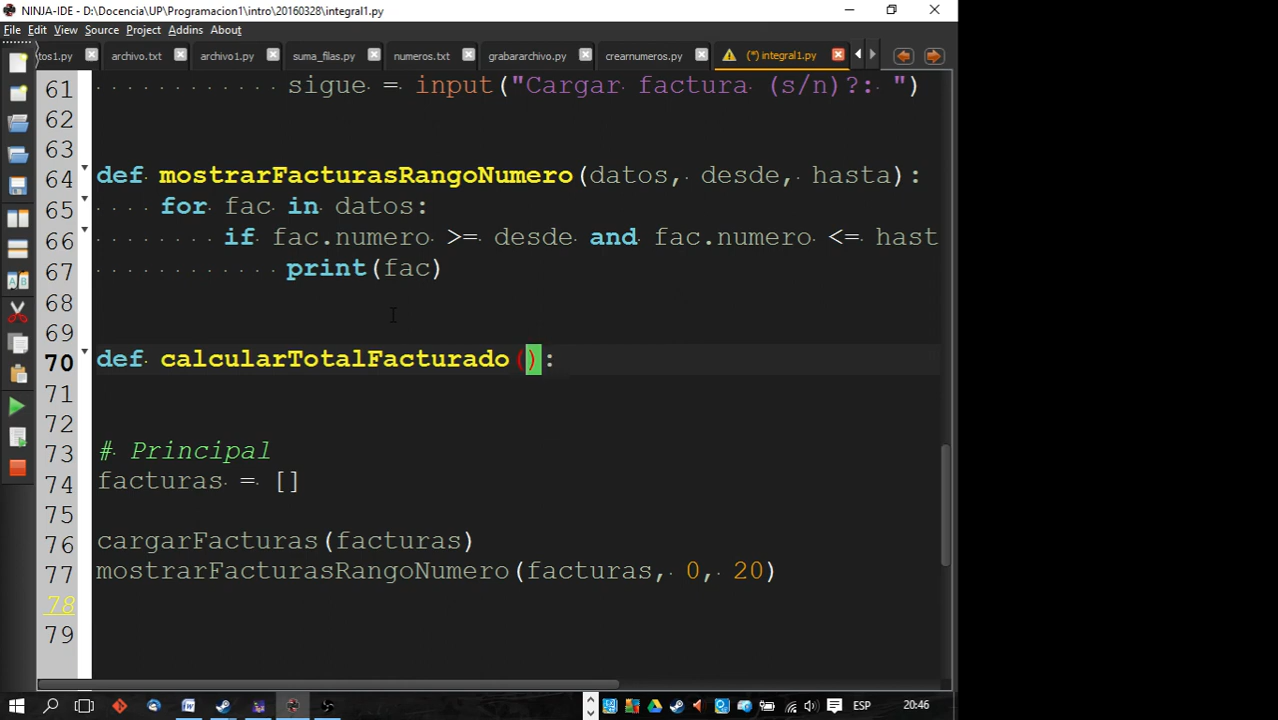 NINJA-IDE - D:\Docencia\UP\Programacion1\intro\20160328\integral1.py
File Edit View Source Project Addins About
tos1.py archivo.txt archivo1.py suma_filas.py numeros.txt grabararchivo.py crearnumeros.py (*) integral1.py
61 sigue = input("Cargar factura (s/n)?: ")
62
63
64 def mostrarFacturasRangoNumero(datos, desde, hasta):
65 for fac in datos:
66 if fac.numero >= desde and fac.numero <= hast
67 print(fac)
68
69
70 def calcularTotalFacturado():
71
72
73 # Principal
74 facturas = []
75
76 cargarFacturas(facturas)
77 mostrarFacturasRangoNumero(facturas, 0, 20)
78
79
ESP 20:46